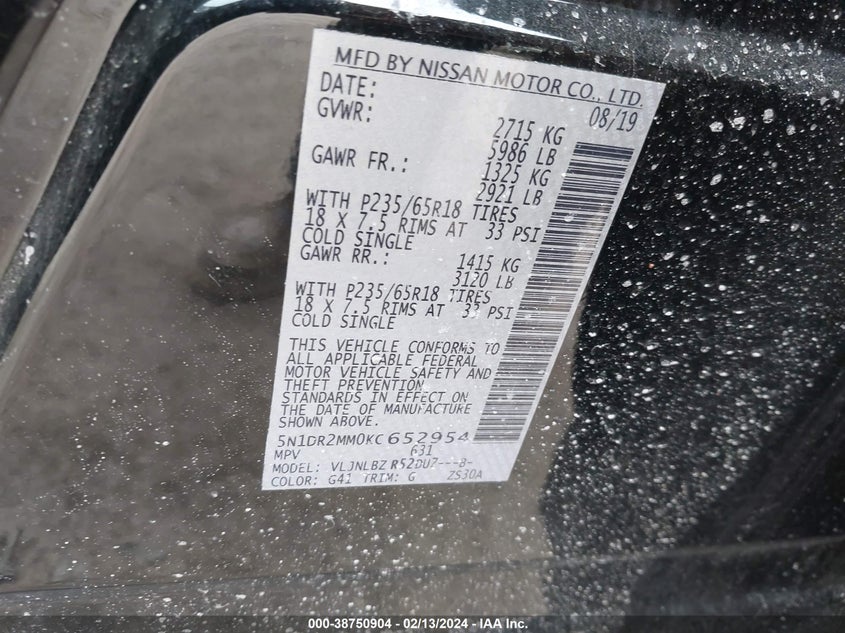 MFD BY NISSAN MOTOR CO., LTD.
DATE: 08/19
GVWR: 2715 KG
5986 LB
GAWR FR.: 1325 KG
2921 LB
WITH P235/65R18 TIRES
18 X 7.5 RIMS AT 33 PSI
COLD SINGLE
GAWR RR.: 1415 KG
3120 LB
WITH P235/65R18 TIRES
18 X 7.5 RIMS AT 33 PSI
COLD SINGLE
THIS VEHICLE CONFORMS TO
ALL APPLICABLE FEDERAL
MOTOR VEHICLE SAFETY AND
THEFT PREVENTION
STANDARDS IN EFFECT ON
THE DATE OF MANUFACTURE
SHOWN ABOVE.
5N1DR2MM0KC652954
MPV 631
MODEL:
COLOR: G41 TRIM: G ZS30A
000-38750904 - 02/13/2024 - IAA Inc.